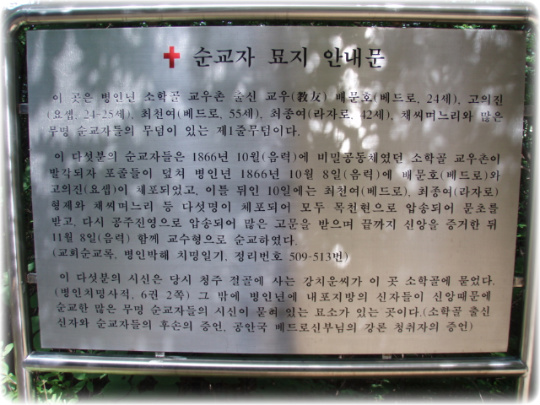 순교자 묘지 안내문
이 곳은 병인년 소학골 교우촌 출신 교우(教友) 배문호(베드로, 24세), 고의진
(요셉, 24-25세), 최천여(베드로, 55세), 최종여(라자로, 42세), 채씨며느리와 많은
무명 순교자들의 무덤이 있는 제1줄무덤이다.
이 다섯분의 순교자들은 1866년 10월(음력)에 비밀공동체였던 소학골 교우촌이
발각되자 포졸들이 덮쳐 병인년 1866년 10월 8일(음력)에 배문호(베드로)와
고의진(요셉)이 체포되었고, 이틀 뒤인 10일에는 최천여(베드로), 최종여(라자로)
형제와 채씨며느리 등 다섯명이 체포되어 모두 목천현으로 압송되어 문초를
받고, 다시 공주진영으로 압송되어 많은 고문을 받으며 끝까지 신앙을 증거한 뒤
11월 8일(음력) 함께 교수형으로 순교하였다.
(교회순교록, 병인박해 치명일기, 정리번호 509-513번)
이 다섯분의 시신은 당시 청주 절골에 사는 강치운씨가 이 곳 소학골에 묻었다.
(병인치명사적, 6권 2쪽) 그 밖에 병인년에 내포지방의 신자들이 신앙때문에
순교한 많은 무명 순교자들의 시신이 묻혀 있는 묘소가 있는 곳이다.(소학골 출신
신자와 순교자들의 후손의 증언, 공안국 베드로신부님의 강론 청취자의 증언)